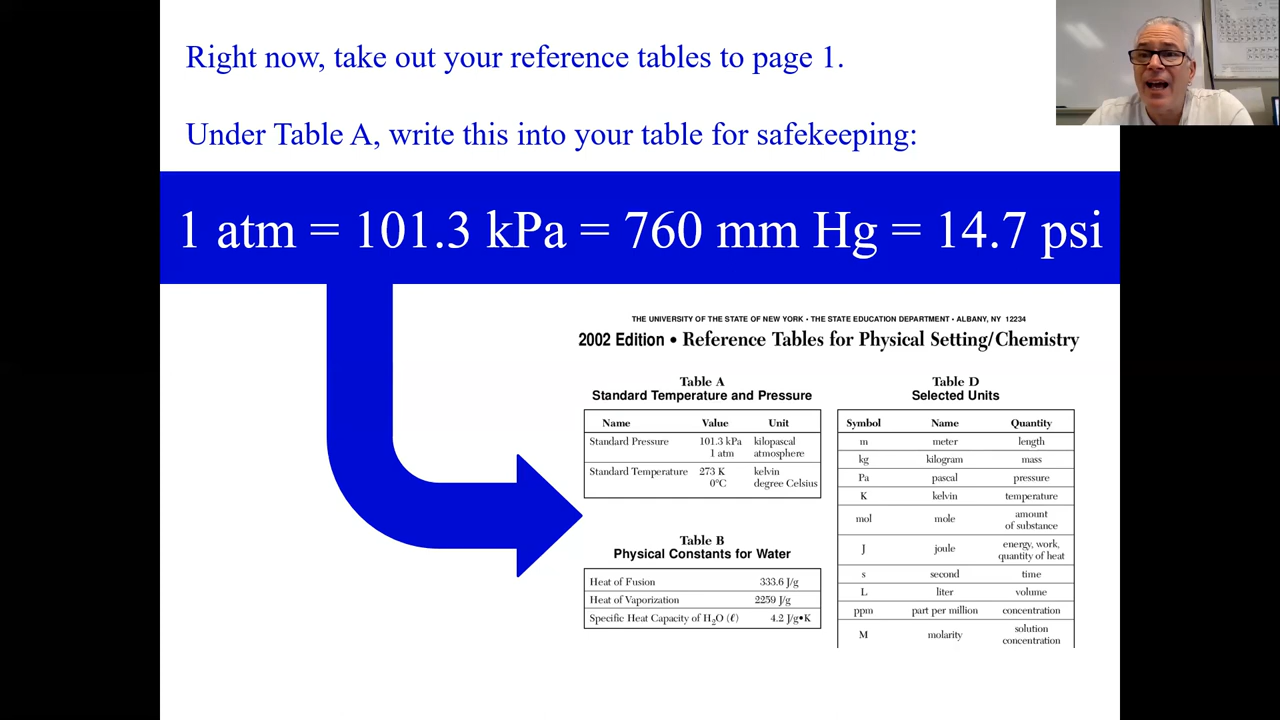 Right now, take out your reference tables to page 1.
Under Table A, write this into your table for safekeeping:
1 atm = 101.3 kPa = 760 mm Hg = 14.7 psi
THE UNIVERSITY OF THE STATE OF NEW YORK • THE STATE EDUCATION DEPARTMENT • ALBANY, NY 12234
2002 Edition • Reference Tables for Physical Setting/Chemistry
Table A
Standard Temperature and Pressure
Name Value Unit
Standard Pressure 101.3 kPa kilopascal
1 atm atmosphere
Standard Temperature 273 K kelvin
0°C degree Celsius
Table B
Physical Constants for Water
Heat of Fusion 333.6 J/g
Heat of Vaporization 2259 J/g
Specific Heat Capacity of H₂O (ℓ) 4.2 J/g•K
Table D
Selected Units
Symbol Name Quantity
m meter length
kg kilogram mass
Pa pascal pressure
K kelvin temperature
mol mole amount
of substance
J joule energy, work,
quantity of heat
s second time
L liter volume
ppm part per million concentration
M molarity solution
concentration